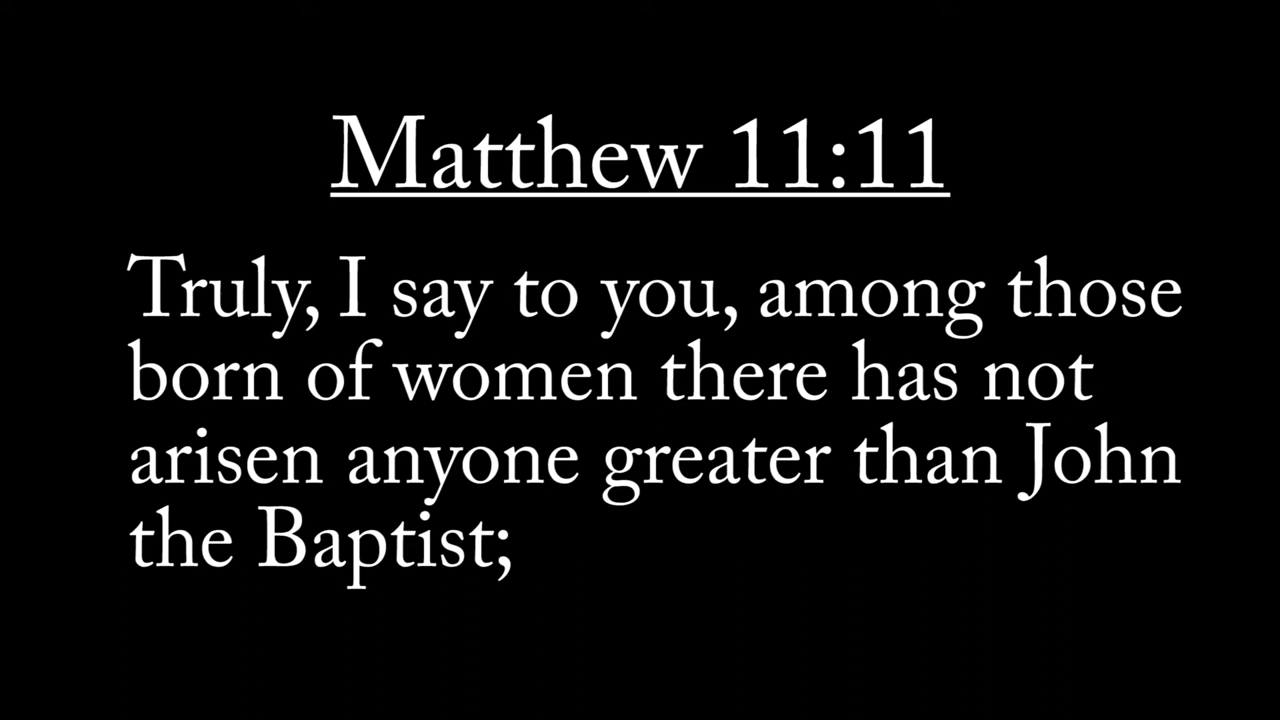 Matthew 11:11
Truly, I say to you, among those
born of women there has not
arisen anyone greater than John
the Baptist;